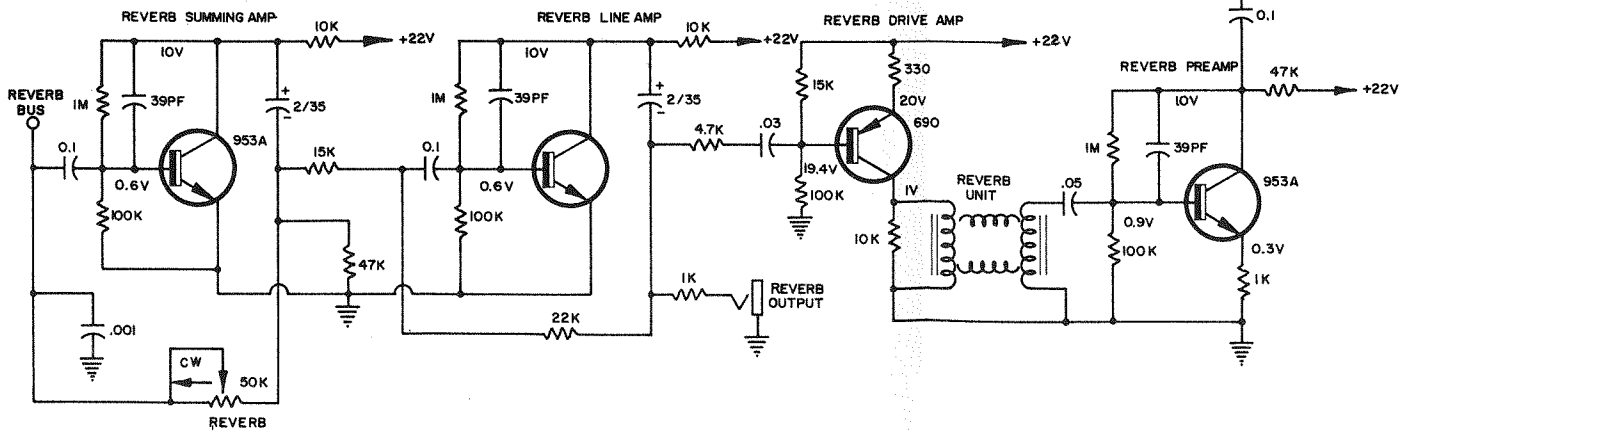 REVERB SUMMING AMP
10K
+22V
10V
REVERB
BUS
1M
39PF
+
2/35
-
953A
0.1
0.6V
15K
100K
47K
.001
CW
50K
REVERB
REVERB LINE AMP
10K
+22V
10V
1M
39PF
+
2/35
-
0.1
0.6V
100K
22K
4.7K
.03
1K
REVERB
OUTPUT
REVERB DRIVE AMP
+22V
330
15K
20V
690
19.4V
100K
1V
10K
REVERB
UNIT
.05
0.1
REVERB PREAMP
47K
+22V
10V
1M
39PF
953A
0.9V
100K
0.3V
1K